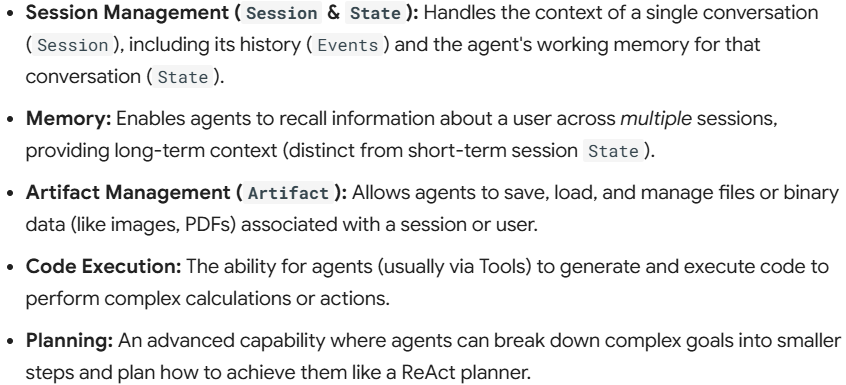 • Session Management ( Session & State ): Handles the context of a single conversation
( Session ), including its history ( Events ) and the agent's working memory for that
conversation ( State ).
• Memory: Enables agents to recall information about a user across multiple sessions,
providing long-term context (distinct from short-term session State ).
• Artifact Management ( Artifact ): Allows agents to save, load, and manage files or binary
data (like images, PDFs) associated with a session or user.
• Code Execution: The ability for agents (usually via Tools) to generate and execute code to
perform complex calculations or actions.
• Planning: An advanced capability where agents can break down complex goals into smaller
steps and plan how to achieve them like a ReAct planner.